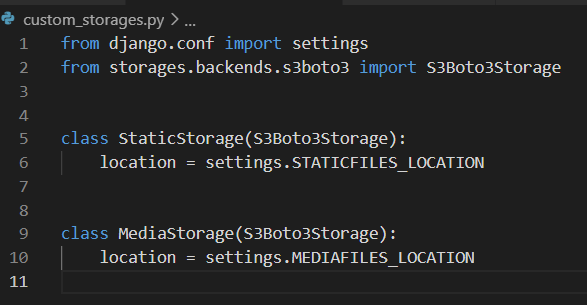 custom_storages.py > ...
1 from django.conf import settings
2 from storages.backends.s3boto3 import S3Boto3Storage
3
4
5 class StaticStorage(S3Boto3Storage):
6     location = settings.STATICFILES_LOCATION
7
8
9 class MediaStorage(S3Boto3Storage):
10     location = settings.MEDIAFILES_LOCATION
11